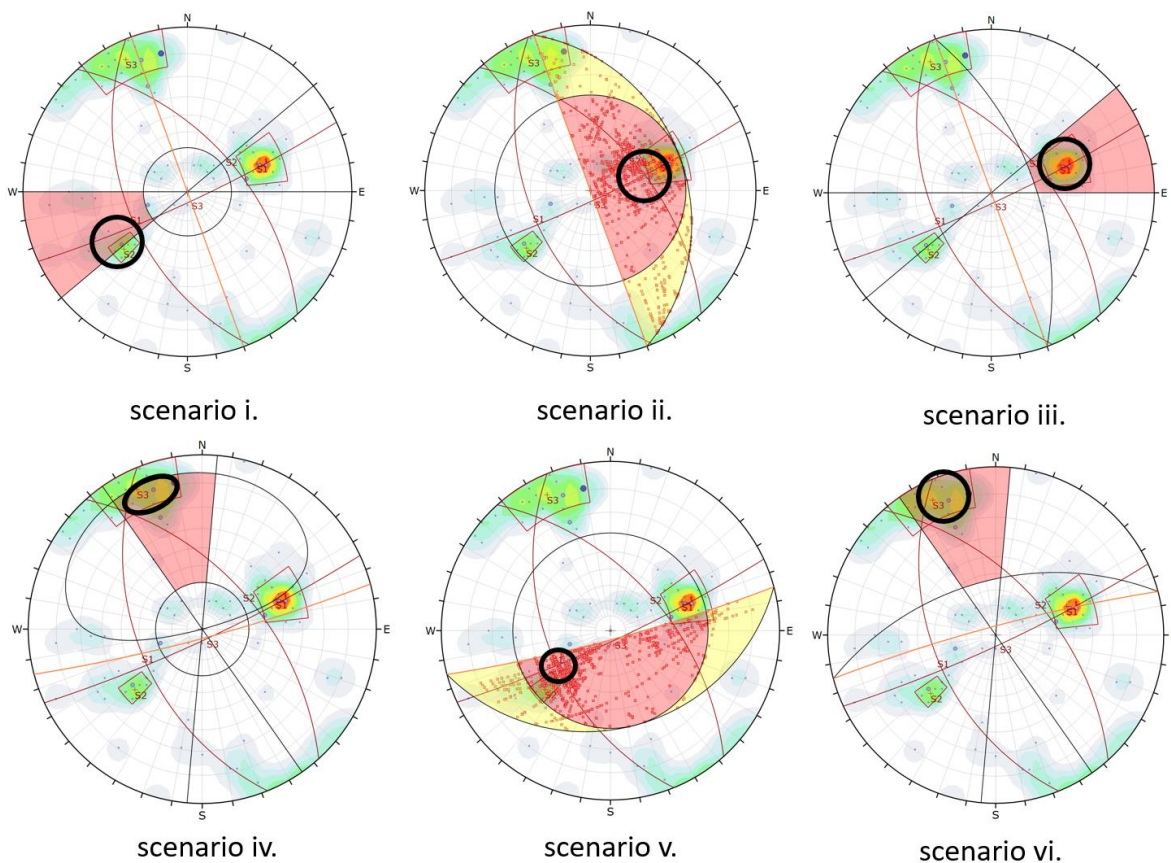 N N N
S3 S3 S3
S2 S1 S1 S1
W E W E W E
S1 S3 S1 S3 S1 S3
S2 S2 S2
S S S
scenario i. scenario ii. scenario iii.
N N N
S3 S3 S3
S2 S1 S2 S1 S2 S1
W E W E W E
S1 S3 S3 S1 S3
S2 S2
S S S
scenario iv. scenario v. scenario vi.